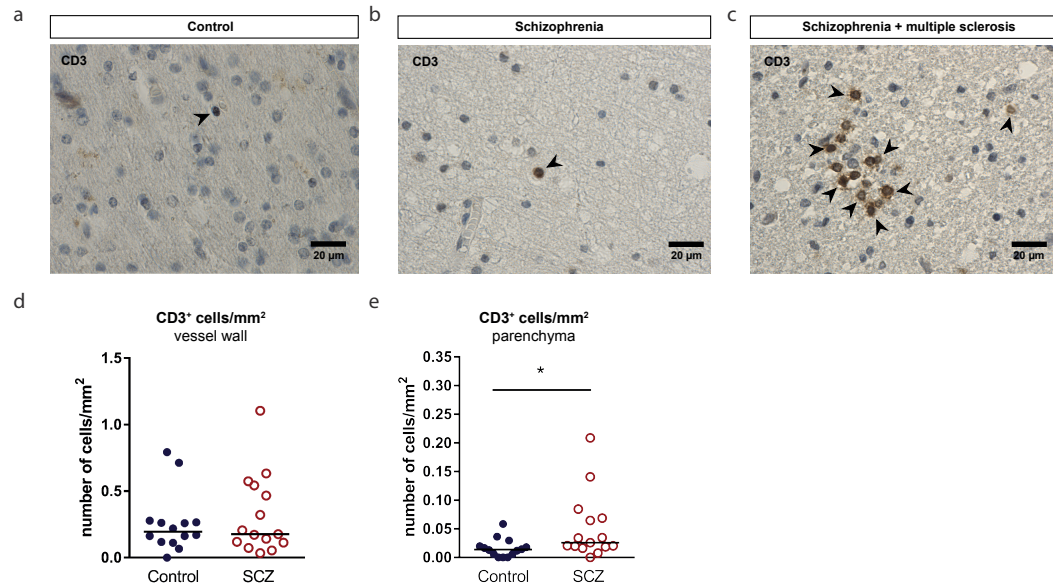 a
Control
CD3
20 µm
b
Schizophrenia
CD3
20 µm
c
Schizophrenia + multiple sclerosis
CD3
20 µm
d
CD3⁺ cells/mm²
vessel wall
number of cells/mm²
1.5
1.0
0.5
0.0
Control SCZ
e
CD3⁺ cells/mm²
parenchyma
number of cells/mm²
0.35
0.30
0.25
0.20
0.15
0.10
0.05
0.00
*
Control SCZ